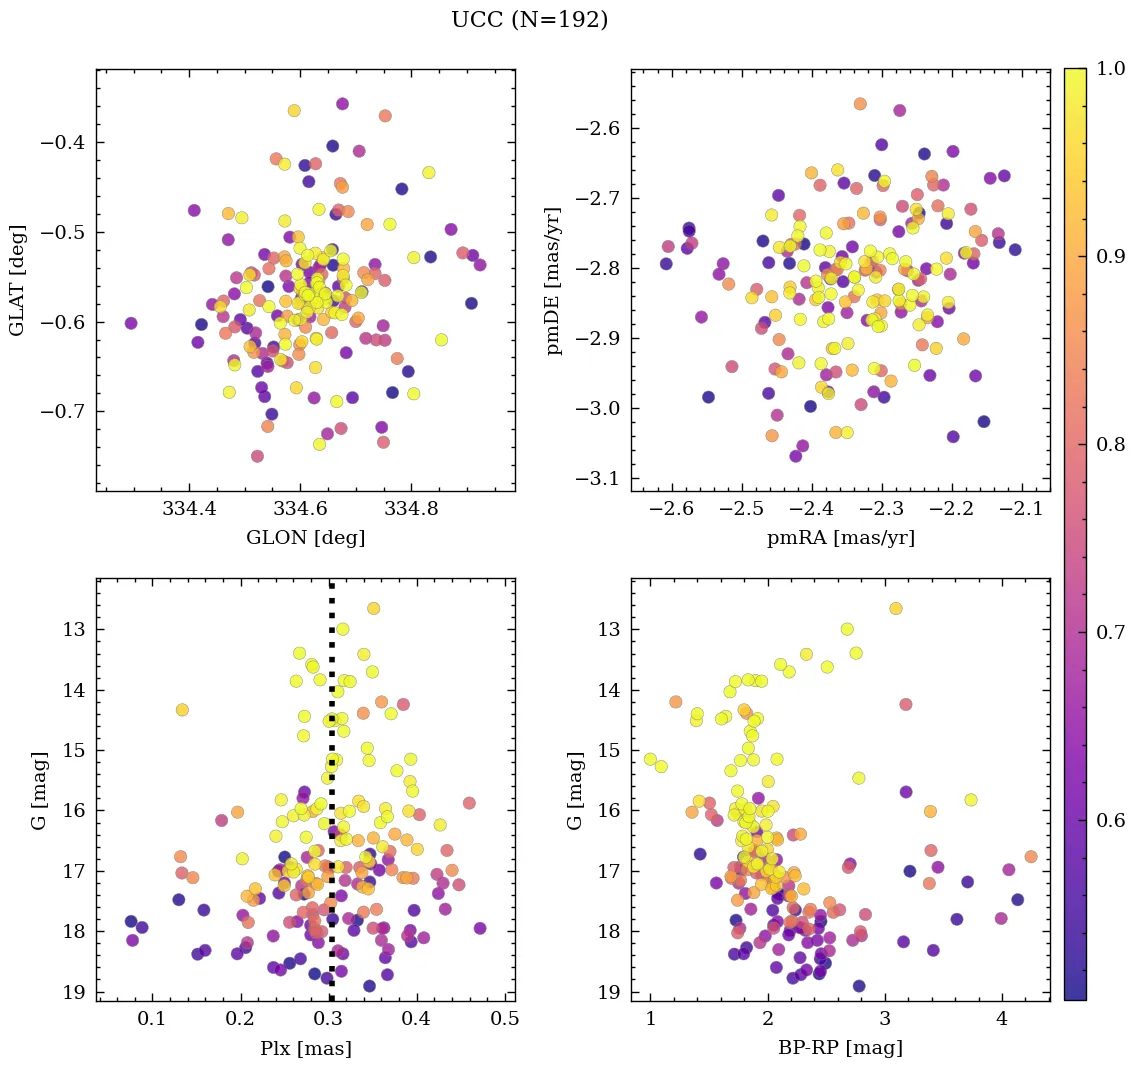 UCC (N=192)
−0.4
−0.5
−0.6
−0.7
GLAT [deg]
334.4 334.6 334.8
GLON [deg]
−2.6
−2.7
−2.8
−2.9
−3.0
−3.1
pmDE [mas/yr]
−2.6 −2.5 −2.4 −2.3 −2.2 −2.1
pmRA [mas/yr]
13
14
15
16
17
18
19
G [mag]
0.1 0.2 0.3 0.4 0.5
Plx [mas]
13
14
15
16
17
18
19
G [mag]
1 2 3 4
BP-RP [mag]
1.0
0.9
0.8
0.7
0.6